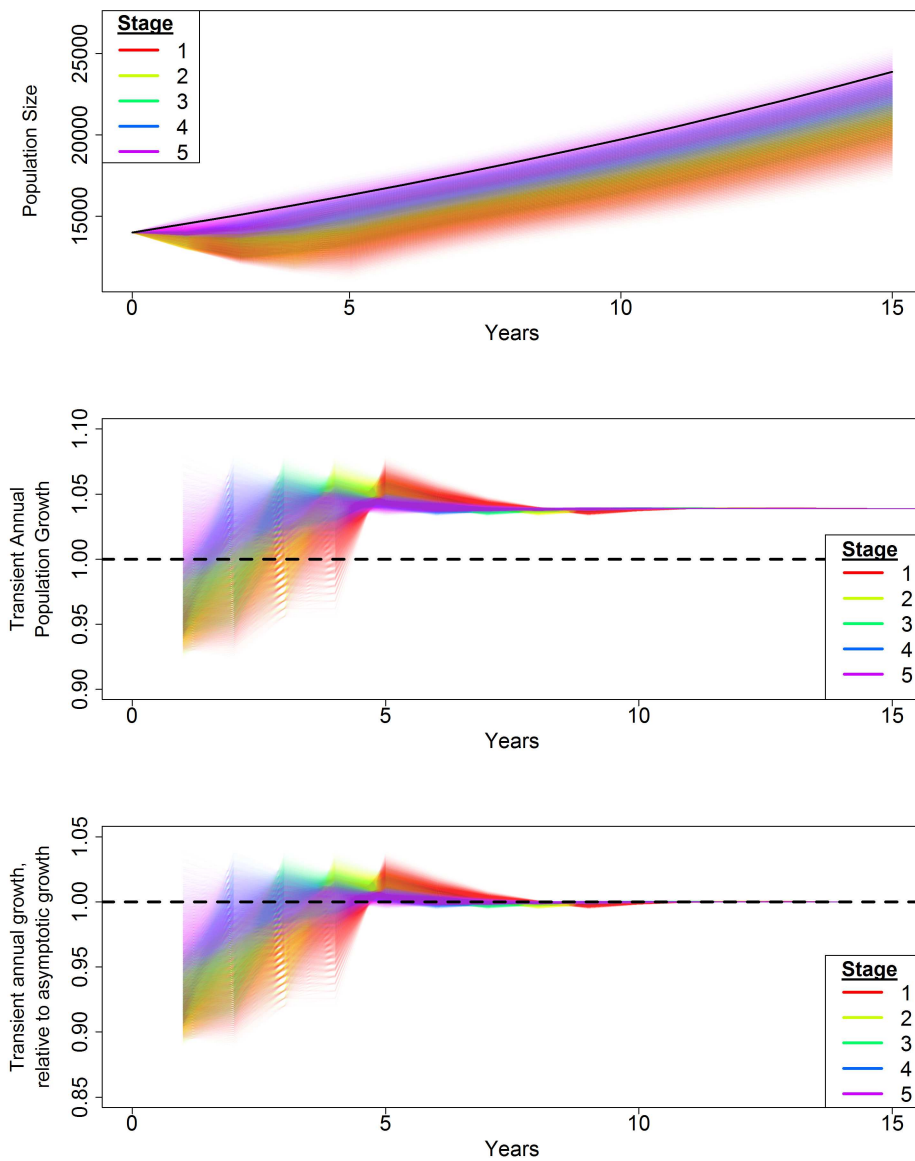 Stage
1
2
3
4
5
Population Size
15000 20000 25000
0 5 10 15
Years
Transient Annual
Population Growth
0.90 0.95 1.00 1.05 1.10
Stage
1
2
3
4
5
0 5 10 15
Years
Transient annual growth,
relative to asymptotic growth
0.85 0.90 0.95 1.00 1.05
Stage
1
2
3
4
5
0 5 10 15
Years